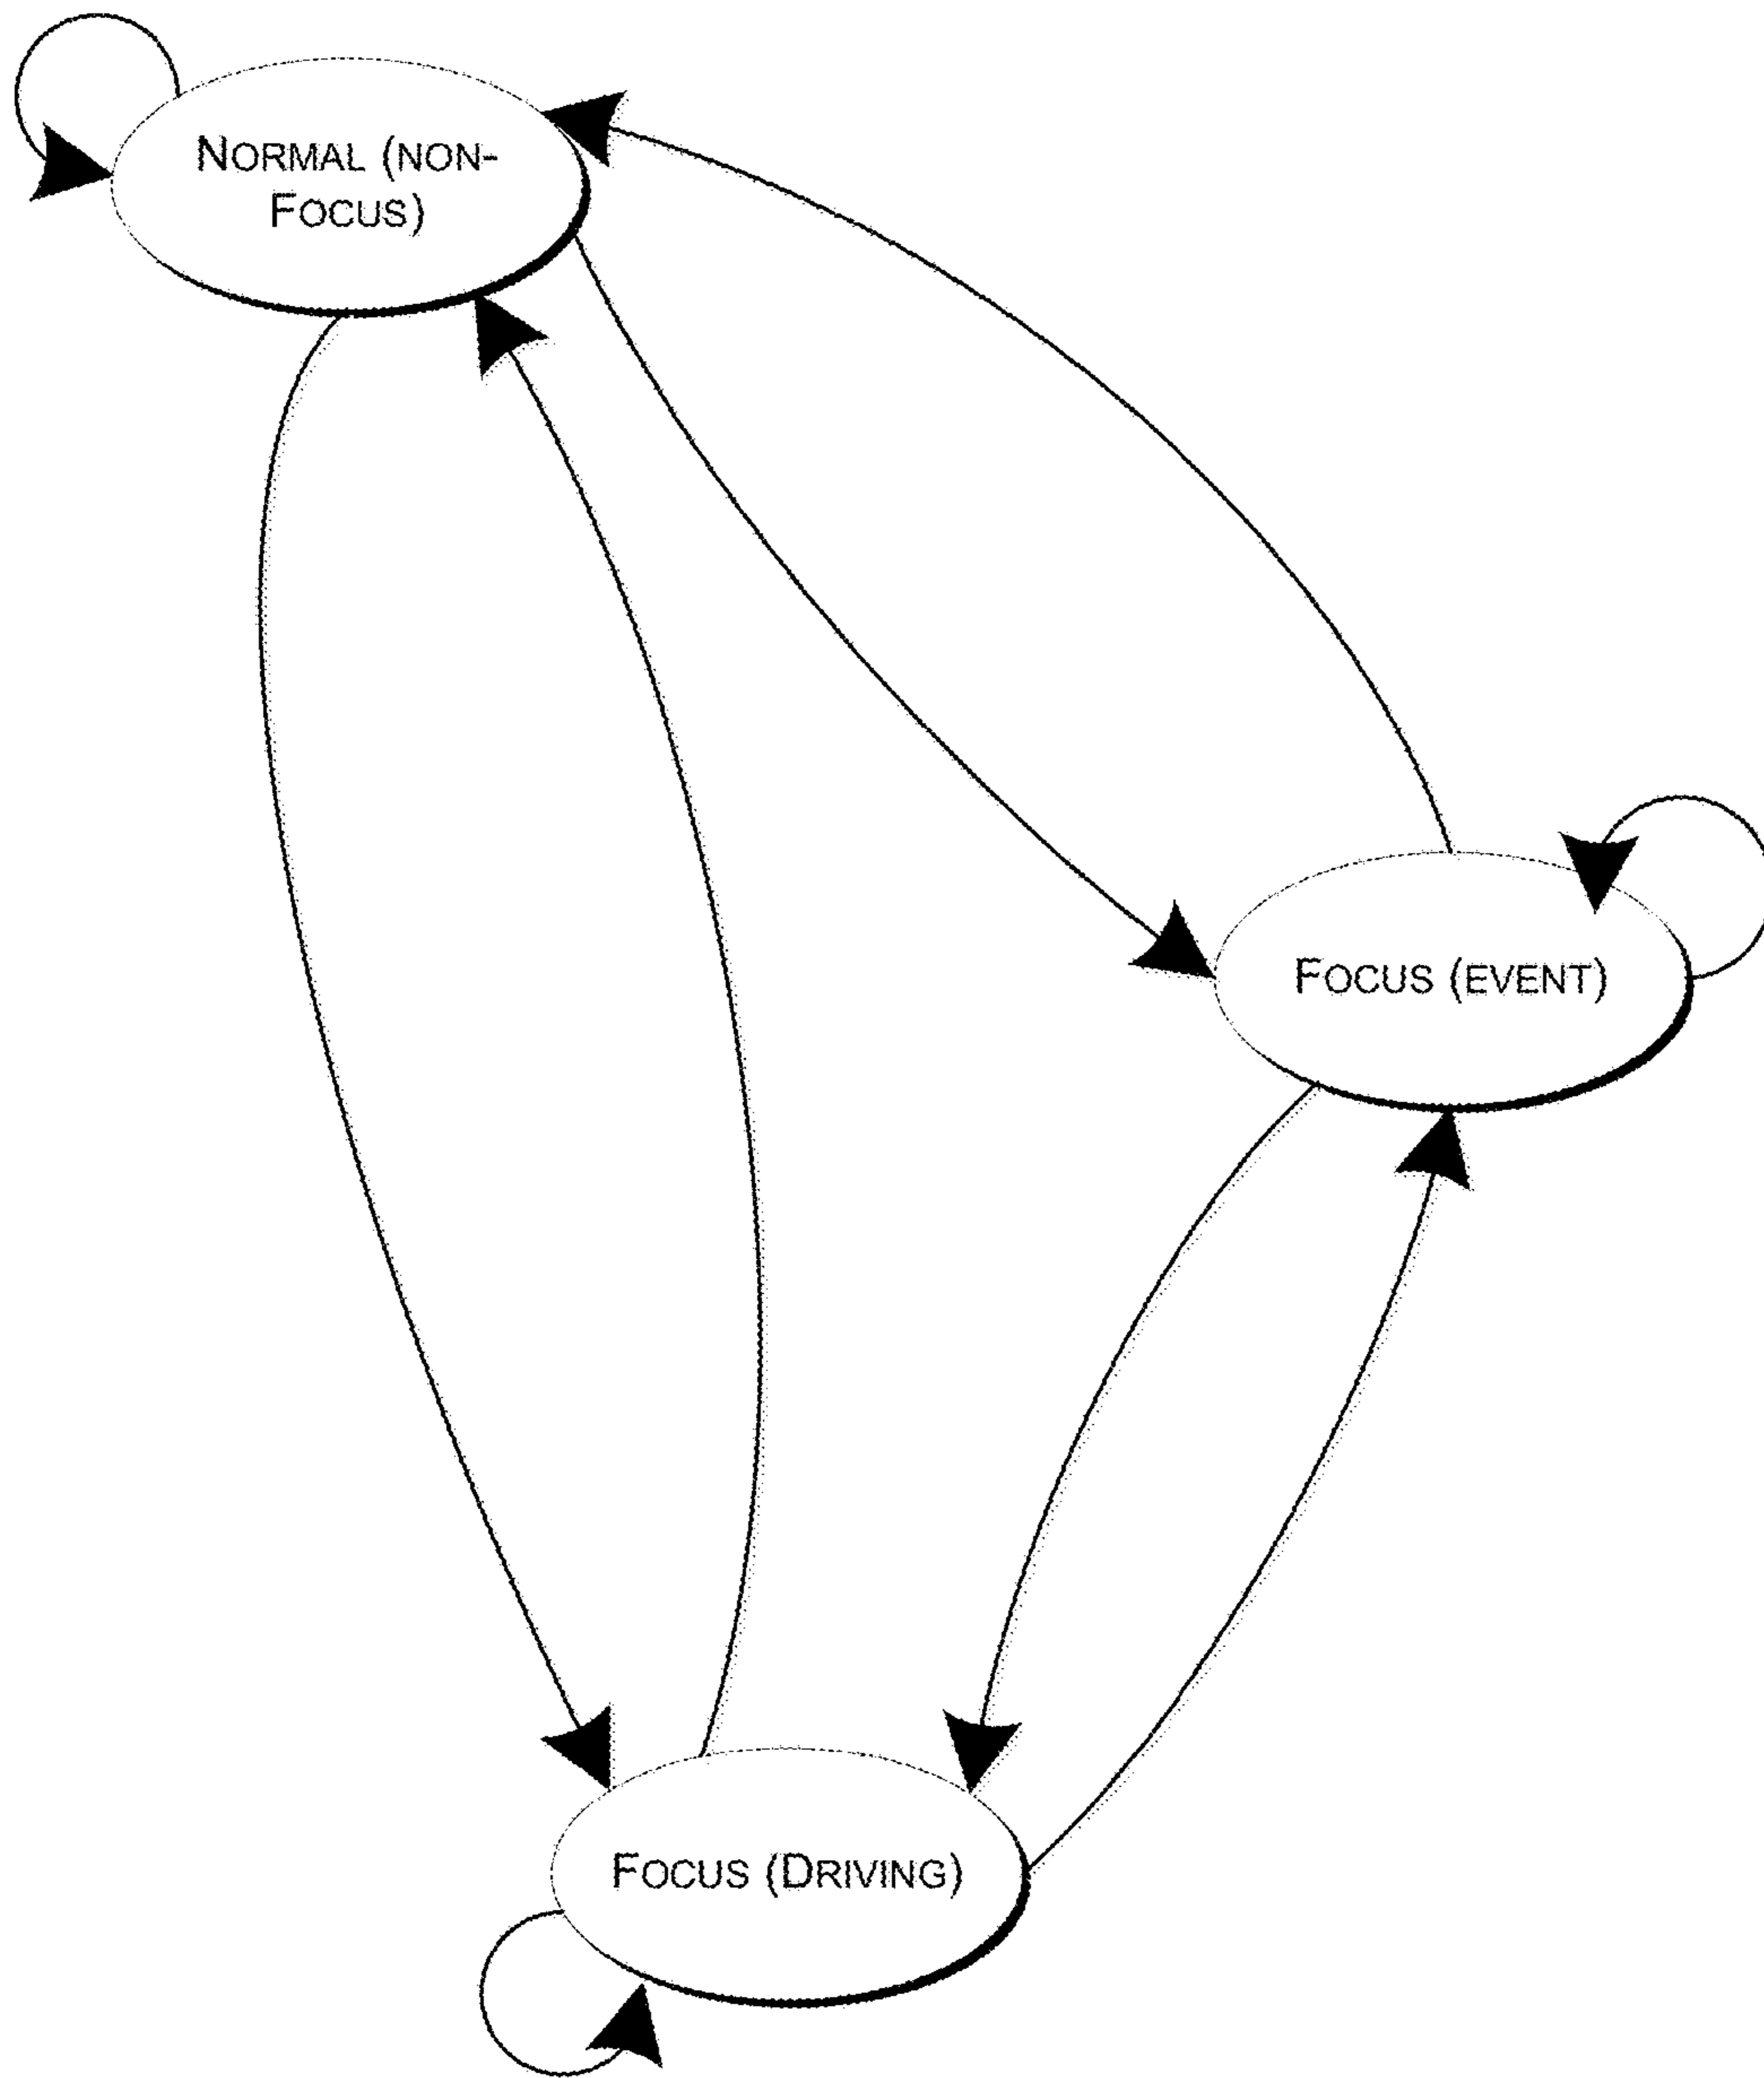 NORMAL (NON-
FOCUS)
FOCUS (EVENT)
FOCUS (DRIVING)